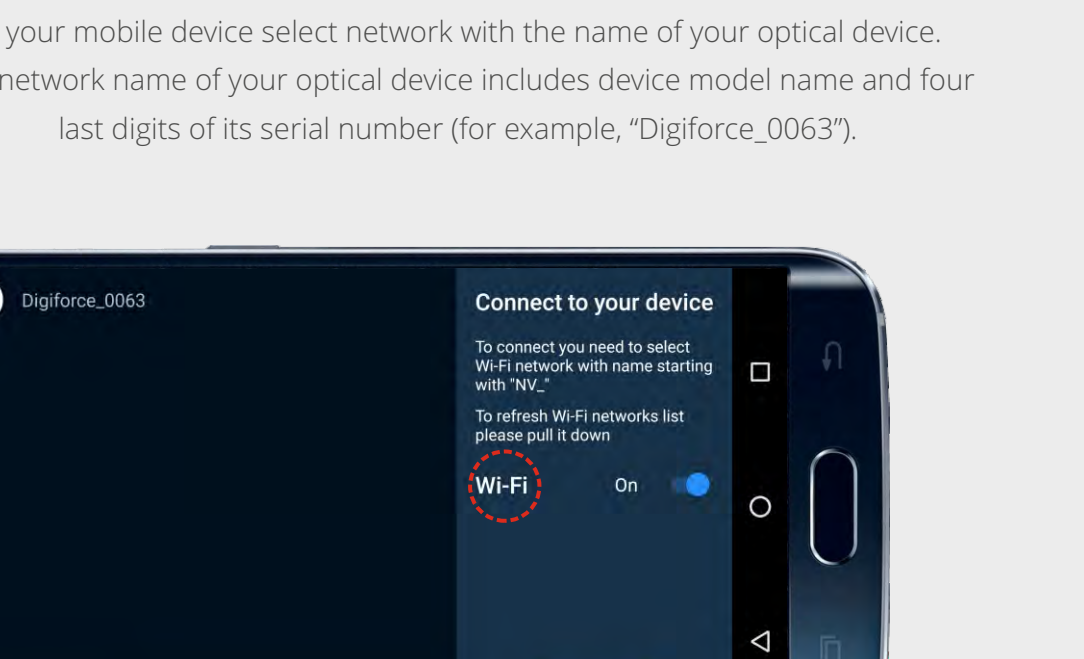 your mobile device select network with the name of your optical device.
network name of your optical device includes device model name and four
last digits of its serial number (for example, “Digiforce_0063”).
Digiforce_0063
Connect to your device
To connect you need to select
Wi-Fi network with name starting
with "NV_"
To refresh Wi-Fi networks list
please pull it down
Wi-Fi On